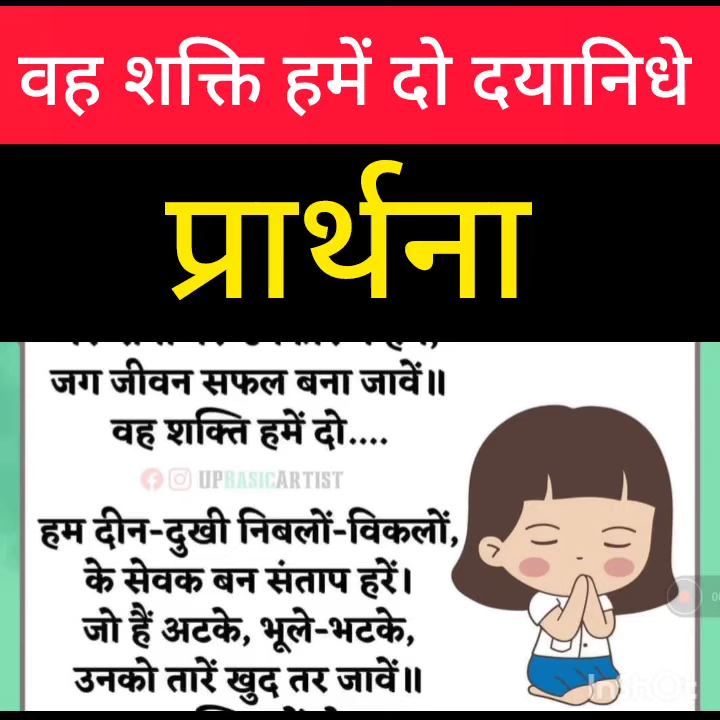 वह शक्ति हमें दो दयानिधे
प्रार्थना
जग जीवन सफल बना जावें॥
वह शक्ति हमें दो....
UPBASICARTIST
हम दीन-दुखी निबलों-विकलों,
के सेवक बन संताप हरें।
जो हैं अटके, भूले-भटके,
उनको तारें खुद तर जावें॥